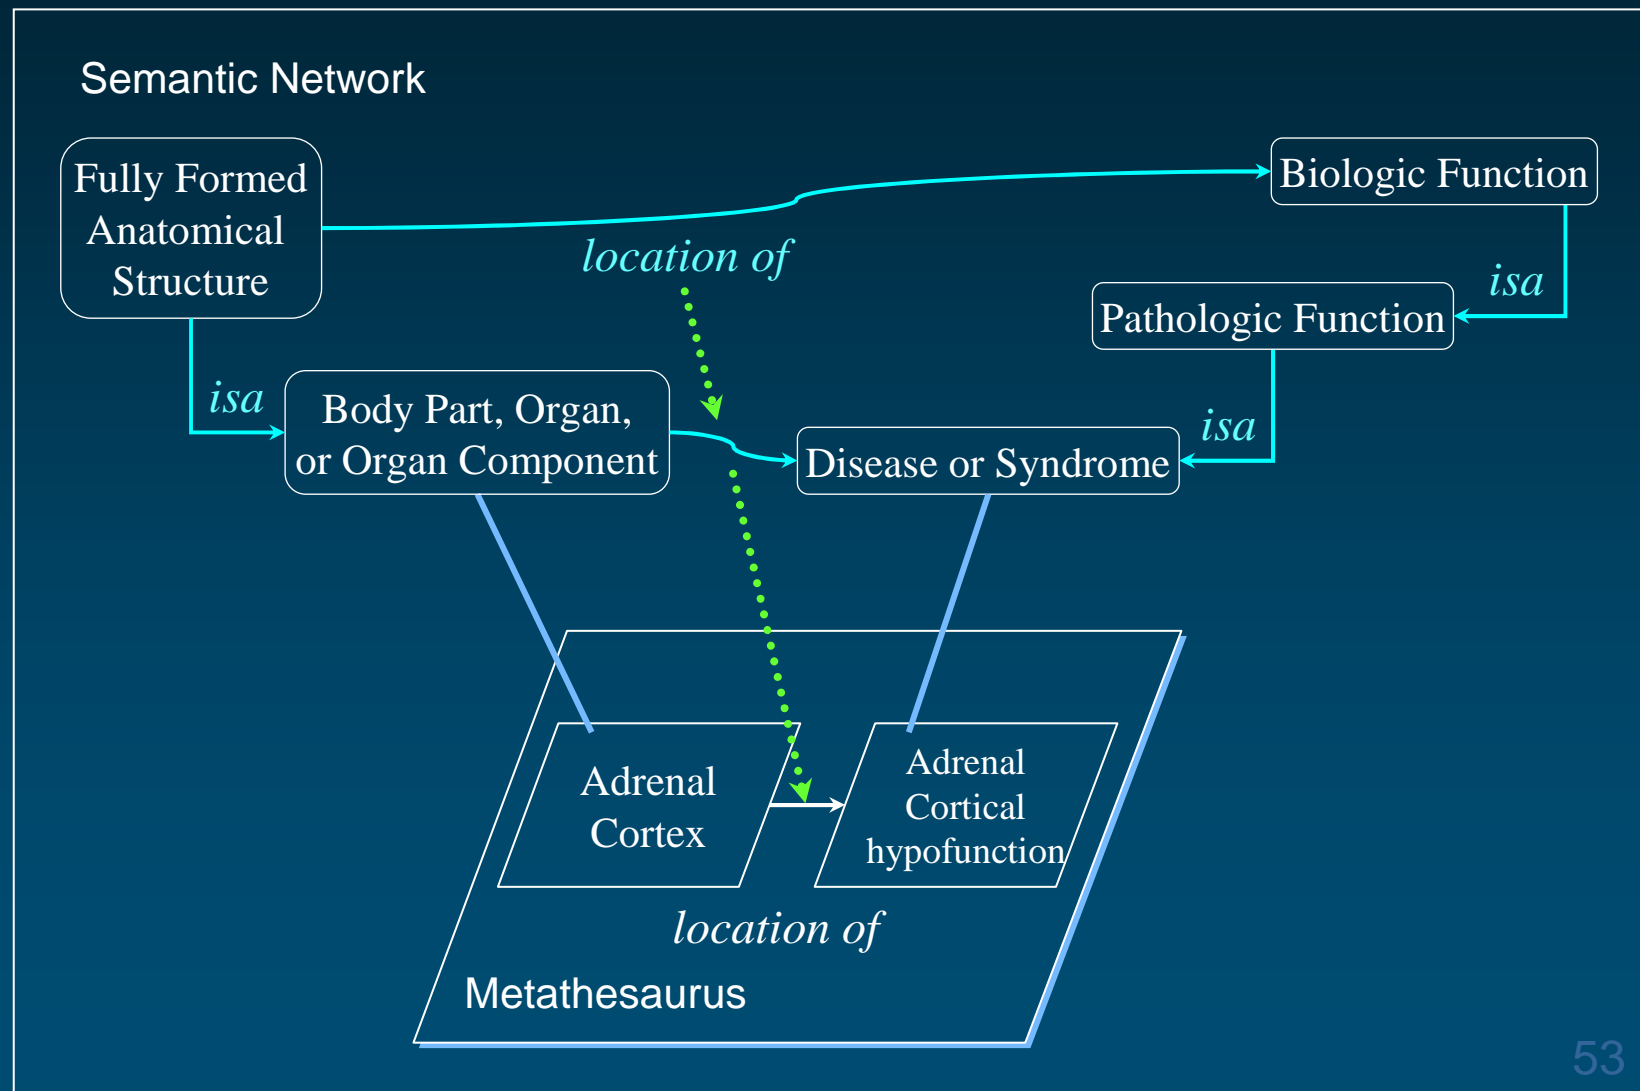 Semantic Network
Fully Formed
Anatomical
Structure
Biologic Function
location of
isa
Pathologic Function
isa
Body Part, Organ,
or Organ Component
isa
Disease or Syndrome
Adrenal
Cortex
Adrenal
Cortical
hypofunction
location of
Metathesaurus
53